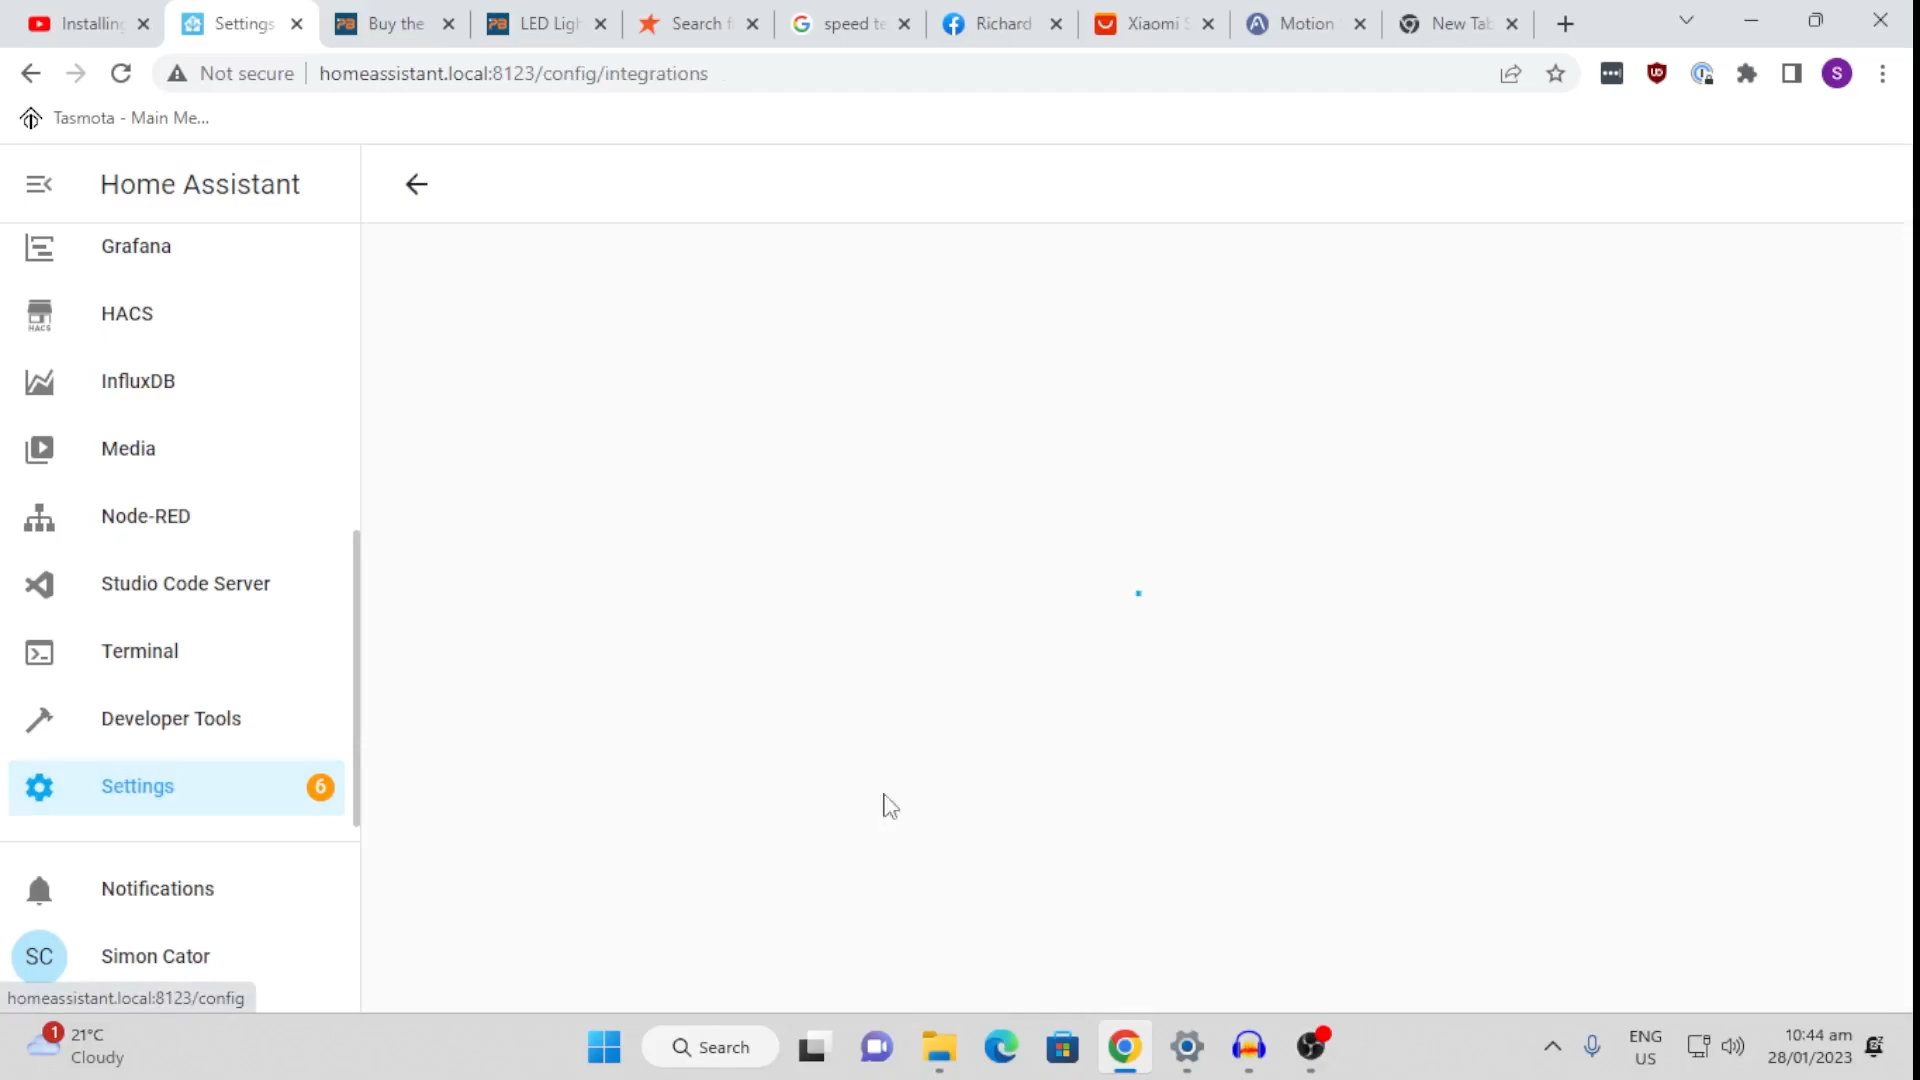 Installing
Settings
Buy the
LED Ligh
Search f
speed te
Richard
Xiaomi S
Motion
New Tab
Not secure
homeassistant.local:8123/config/integrations
S
Tasmota - Main Me...
Home Assistant
Grafana
HACS
HACS
InfluxDB
Media
Node-RED
Studio Code Server
Terminal
Developer Tools
Settings
6
Notifications
SC
Simon Cator
homeassistant.local:8123/config
1
21°C
Cloudy
Search
ENG
US
10:44 am
28/01/2023